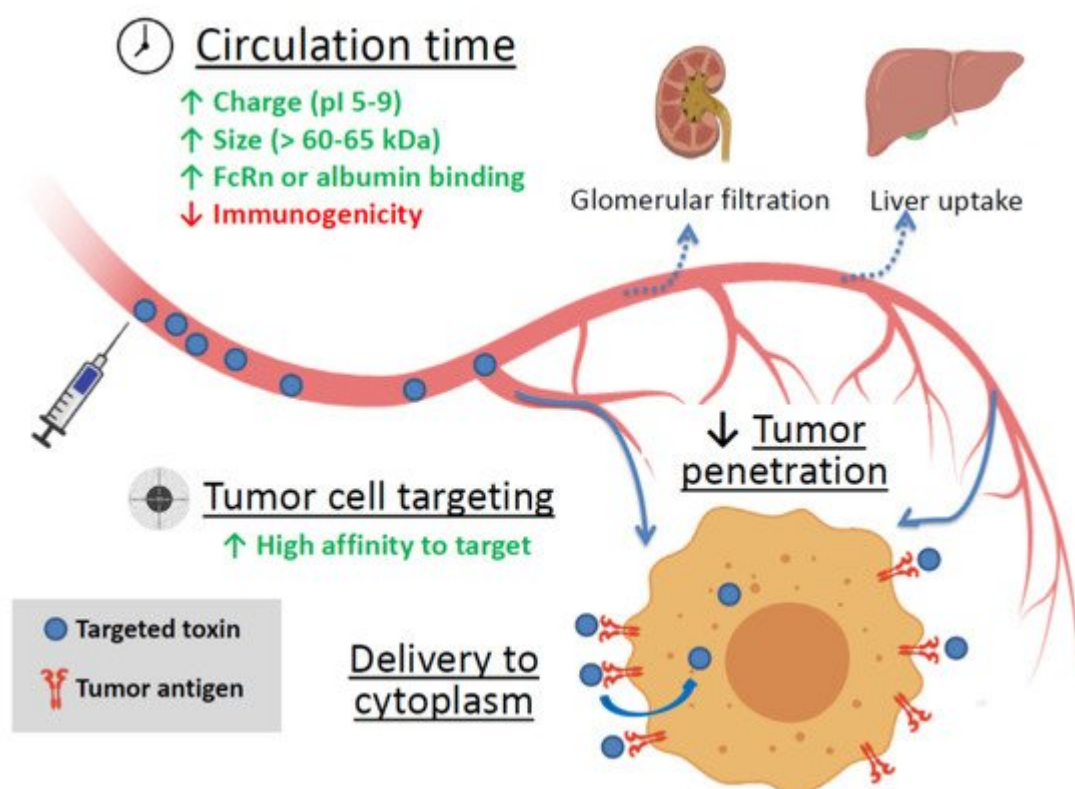 Circulation time
↑ Charge (pI 5-9)
↑ Size (> 60-65 kDa)
↑ FcRn or albumin binding
↓ Immunogenicity
Glomerular filtration
Liver uptake
↓ Tumor
penetration
Tumor cell targeting
↑ High affinity to target
Targeted toxin
Tumor antigen
Delivery to
cytoplasm